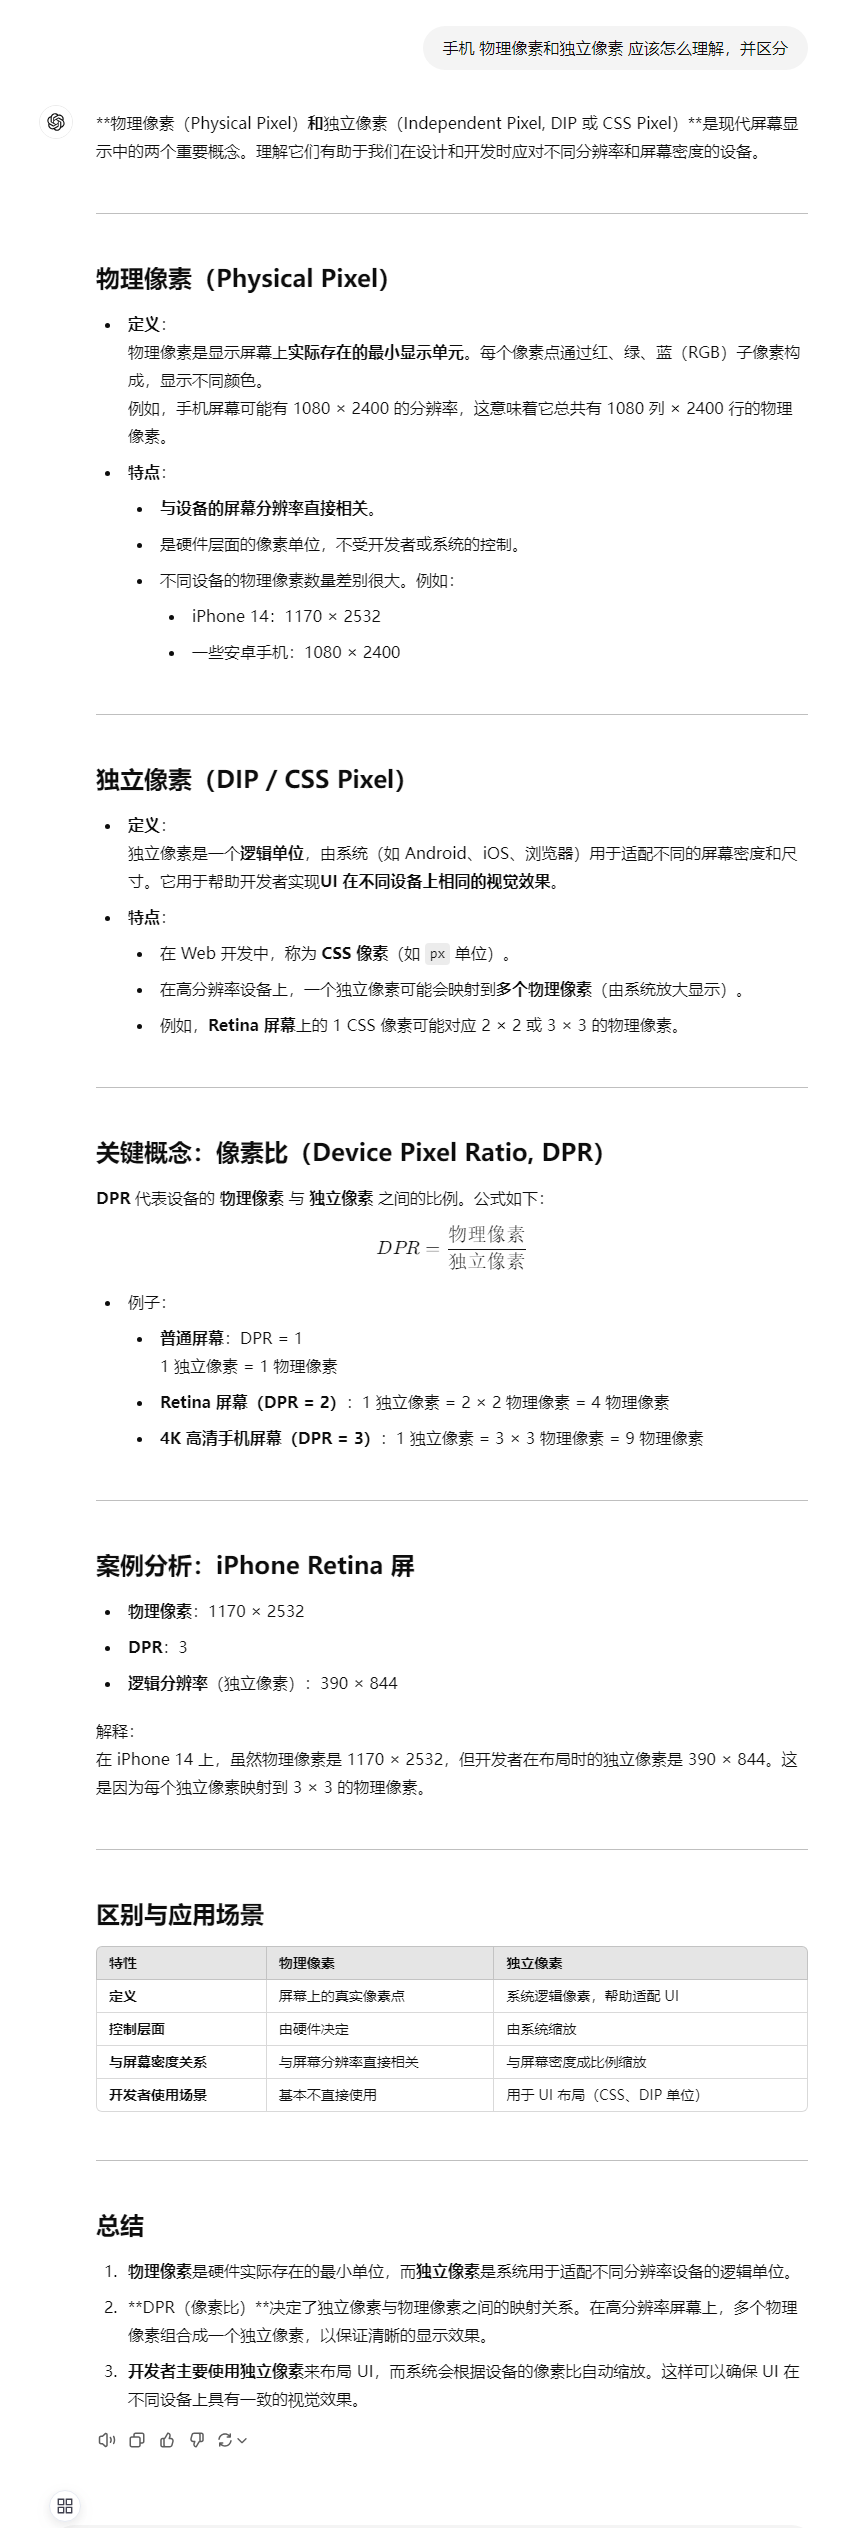 手机 物理像素和独立像素 应该怎么理解，并区分
**物理像素（Physical Pixel）和独立像素（Independent Pixel, DIP 或 CSS Pixel）**是现代屏幕显
示中的两个重要概念。理解它们有助于我们在设计和开发时应对不同分辨率和屏幕密度的设备。
物理像素（Physical Pixel）
• 定义：
物理像素是显示屏幕上实际存在的最小显示单元。每个像素点通过红、绿、蓝（RGB）子像素构
成，显示不同颜色。
例如，手机屏幕可能有 1080 × 2400 的分辨率，这意味着它总共有 1080 列 × 2400 行的物理
像素。
• 特点：
• 与设备的屏幕分辨率直接相关。
• 是硬件层面的像素单位，不受开发者或系统的控制。
• 不同设备的物理像素数量差别很大。例如：
• iPhone 14：1170 × 2532
• 一些安卓手机：1080 × 2400
独立像素（DIP / CSS Pixel）
• 定义：
独立像素是一个逻辑单位，由系统（如 Android、iOS、浏览器）用于适配不同的屏幕密度和尺
寸。它用于帮助开发者实现UI 在不同设备上相同的视觉效果。
• 特点：
• 在 Web 开发中，称为 CSS 像素（如 px 单位）。
• 在高分辨率设备上，一个独立像素可能会映射到多个物理像素（由系统放大显示）。
• 例如，Retina 屏幕上的 1 CSS 像素可能对应 2 × 2 或 3 × 3 的物理像素。
关键概念：像素比（Device Pixel Ratio, DPR）
DPR 代表设备的 物理像素 与 独立像素 之间的比例。公式如下：
DPR = 物理像素
独立像素
• 例子：
• 普通屏幕：DPR = 1
1 独立像素 = 1 物理像素
• Retina 屏幕（DPR = 2）：1 独立像素 = 2 × 2 物理像素 = 4 物理像素
• 4K 高清手机屏幕（DPR = 3）：1 独立像素 = 3 × 3 物理像素 = 9 物理像素
案例分析：iPhone Retina 屏
• 物理像素：1170 × 2532
• DPR：3
• 逻辑分辨率（独立像素）：390 × 844
解释：
在 iPhone 14 上，虽然物理像素是 1170 × 2532，但开发者在布局时的独立像素是 390 × 844。这
是因为每个独立像素映射到 3 × 3 的物理像素。
区别与应用场景
特性 物理像素 独立像素
定义 屏幕上的真实像素点 系统逻辑像素，帮助适配 UI
控制层面 由硬件决定 由系统缩放
与屏幕密度关系 与屏幕分辨率直接相关 与屏幕密度成比例缩放
开发者使用场景 基本不直接使用 用于 UI 布局（CSS、DIP 单位）
总结
1. 物理像素是硬件实际存在的最小单位，而独立像素是系统用于适配不同分辨率设备的逻辑单位。
2. **DPR（像素比）**决定了独立像素与物理像素之间的映射关系。在高分辨率屏幕上，多个物理
像素组合成一个独立像素，以保证清晰的显示效果。
3. 开发者主要使用独立像素来布局 UI，而系统会根据设备的像素比自动缩放。这样可以确保 UI 在
不同设备上具有一致的视觉效果。